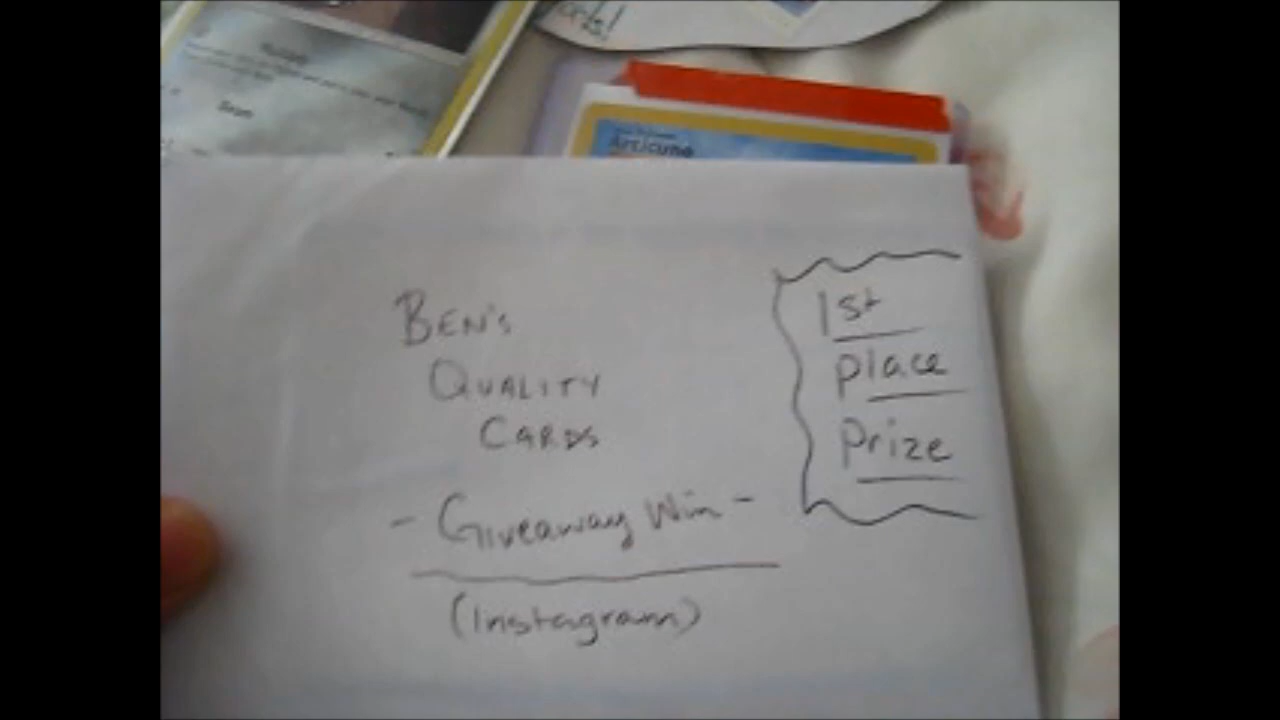 Articuno
BEN'S
QUALITY
CARDS
- Giveaway Win -
(Instagram)
1st
place
prize